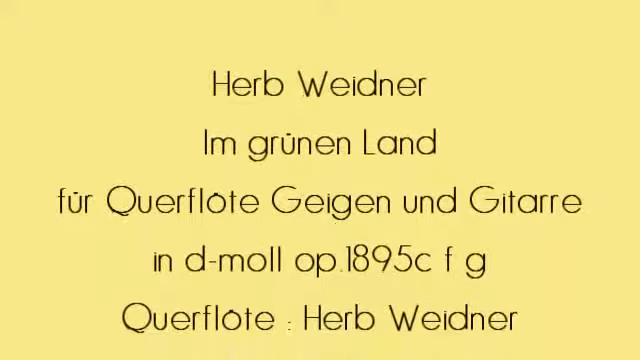 Herb Weidner
Im grünen Land
für Querflöte Geigen und Gitarre
in d-moll op.1895c f g
Querflöte : Herb Weidner